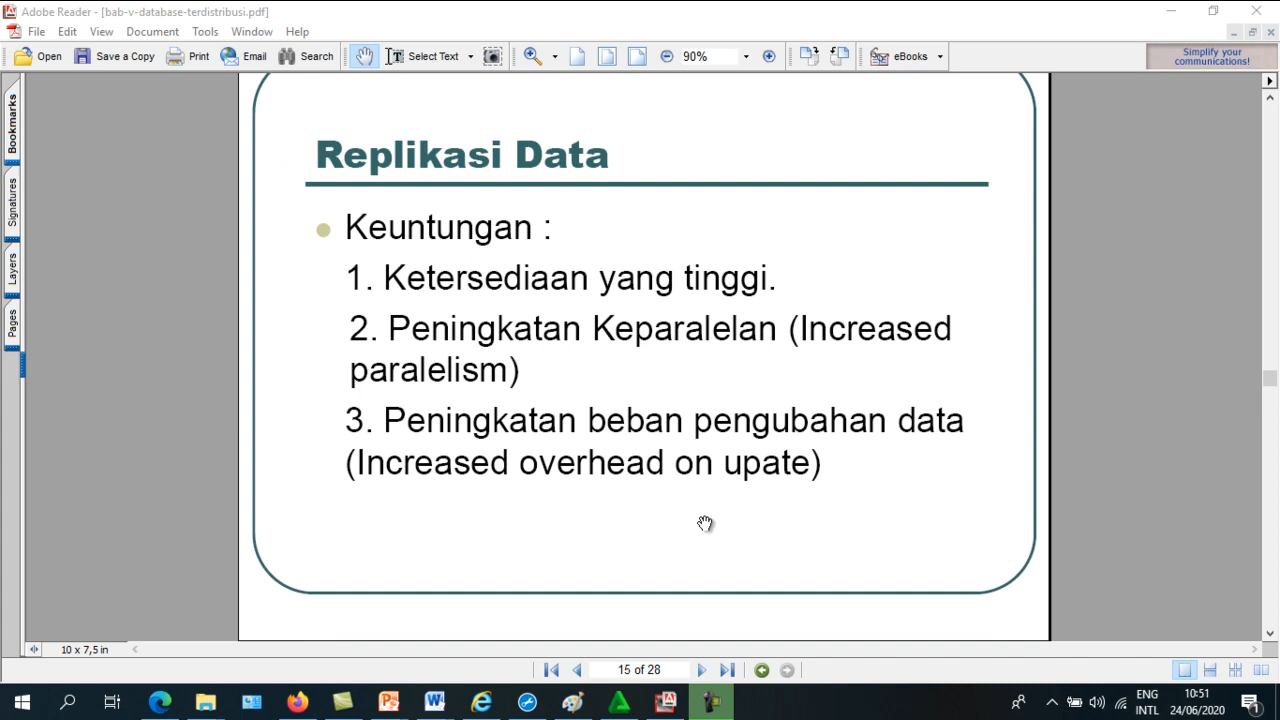 Adobe Reader - [bab-v-database-terdistribusi.pdf]
File Edit View Document Tools Window Help
Open Save a Copy Print Email Search Select Text 90% eBooks
Simplify your
communications!
Bookmarks
Signatures
Layers
Pages
Replikasi Data
Keuntungan :
1. Ketersediaan yang tinggi.
2. Peningkatan Keparalelan (Increased
paralelism)
3. Peningkatan beban pengubahan data
(Increased overhead on upate)
10 x 7,5 in
15 of 28
ENG 10:51
INTL 24/06/2020 1